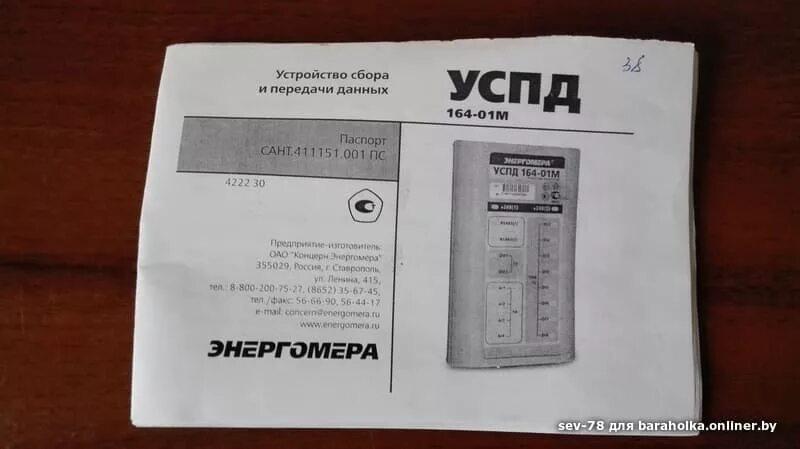 Устройство сбора
и передачи данных
УСПД
164-01М
38
Паспорт
САНТ.411151.001 ПС
4222 30
Предприятие-изготовитель:
ОАО "Концерн Энергомера"
355029, Россия, г. Ставрополь,
ул. Ленина, 415,
тел.: 8-800-200-75-27, (8652) 35-67-45,
тел./факс: 56-66-90, 56-44-17
e-mail: concern@energomera.ru
www.energomera.ru
ЭНЕРГОМЕРА
ЭНЕРГОМЕРА
УСПД 164-01М
sev-78 для baraholka.onliner.by